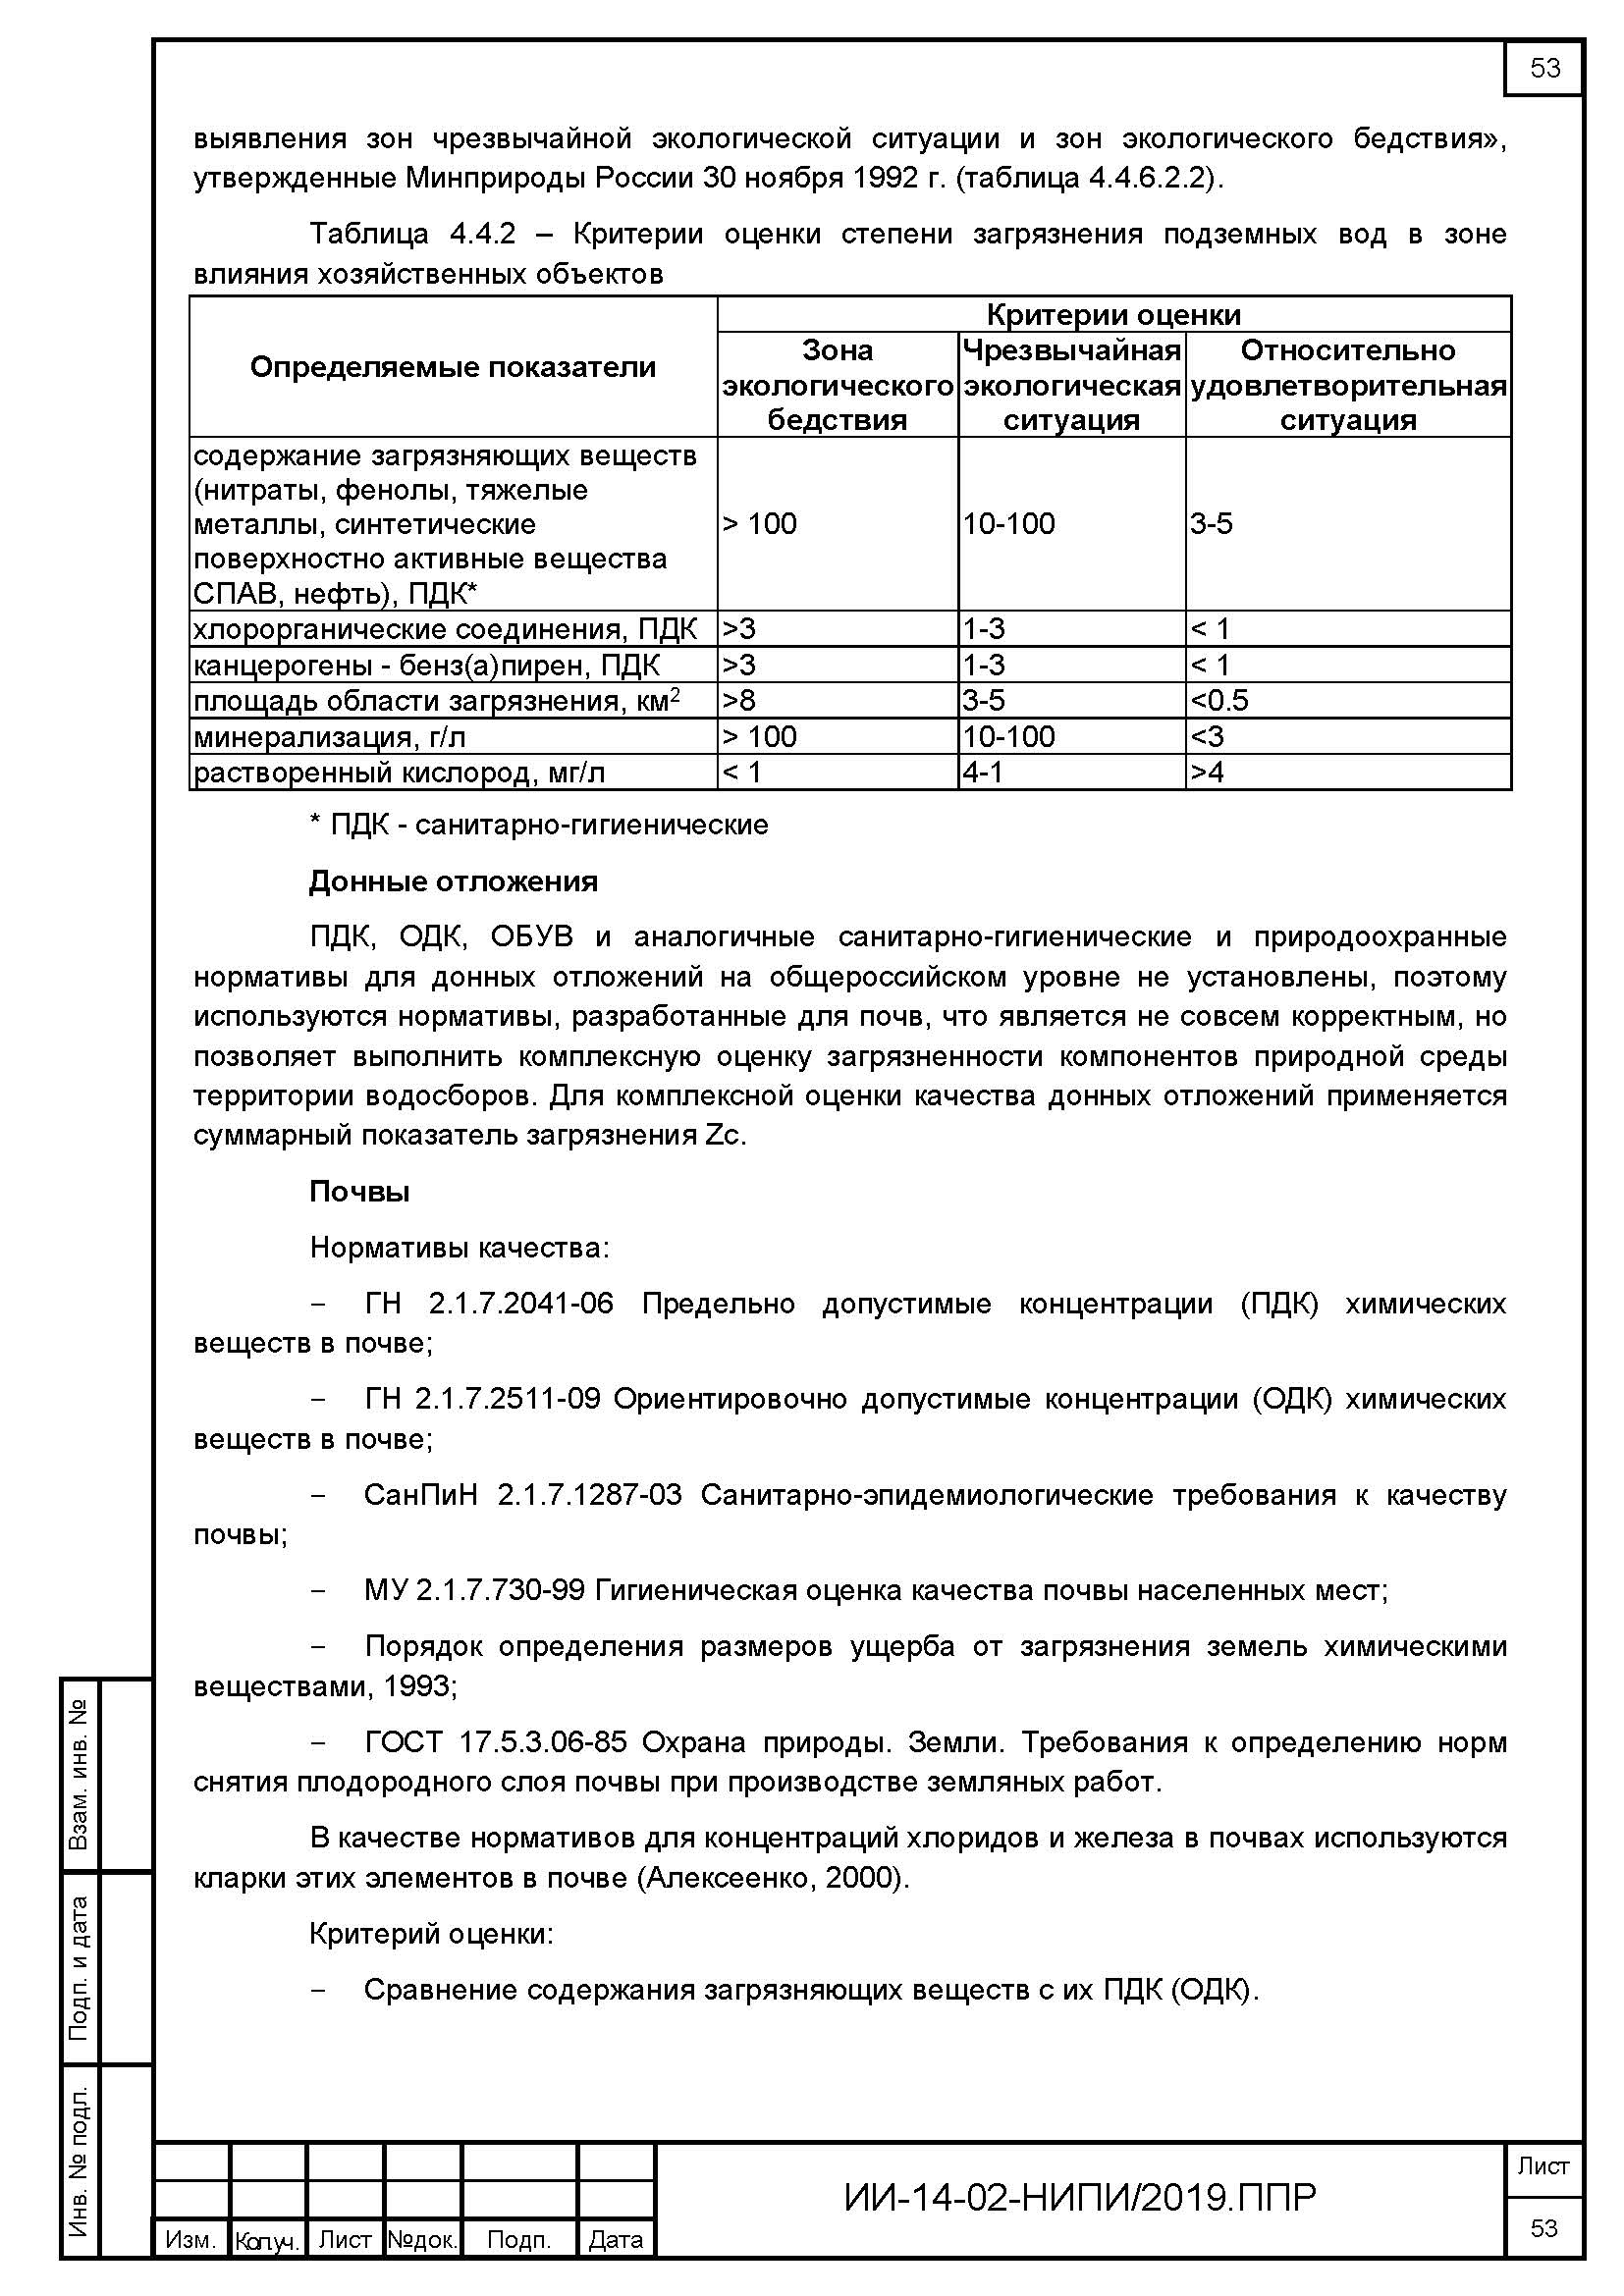 53
выявления зон чрезвычайной экологической ситуации и зон экологического бедствия»,
утвержденные Минприроды России 30 ноября 1992 г. (таблица 4.4.6.2.2).
Таблица 4.4.2 – Критерии оценки степени загрязнения подземных вод в зоне
влияния хозяйственных объектов
Определяемые показатели
Критерии оценки
Зона
экологического
бедствия
Чрезвычайная
экологическая
ситуация
Относительно
удовлетворительная
ситуация
содержание загрязняющих веществ
(нитраты, фенолы, тяжелые
металлы, синтетические
поверхностно активные вещества
СПАВ, нефть), ПДК*
> 100
10-100
3-5
хлорорганические соединения, ПДК >3 1-3 < 1
канцерогены - бенз(а)пирен, ПДК >3 1-3 < 1
площадь области загрязнения, км² >8 3-5 <0.5
минерализация, г/л > 100 10-100 <3
растворенный кислород, мг/л < 1 4-1 >4
* ПДК - санитарно-гигиенические
Донные отложения
ПДК, ОДК, ОБУВ и аналогичные санитарно-гигиенические и природоохранные
нормативы для донных отложений на общероссийском уровне не установлены, поэтому
используются нормативы, разработанные для почв, что является не совсем корректным, но
позволяет выполнить комплексную оценку загрязненности компонентов природной среды
территории водосборов. Для комплексной оценки качества донных отложений применяется
суммарный показатель загрязнения Zc.
Почвы
Нормативы качества:
– ГН 2.1.7.2041-06 Предельно допустимые концентрации (ПДК) химических
веществ в почве;
– ГН 2.1.7.2511-09 Ориентировочно допустимые концентрации (ОДК) химических
веществ в почве;
– СанПиН 2.1.7.1287-03 Санитарно-эпидемиологические требования к качеству
почвы;
– МУ 2.1.7.730-99 Гигиеническая оценка качества почвы населенных мест;
– Порядок определения размеров ущерба от загрязнения земель химическими
веществами, 1993;
– ГОСТ 17.5.3.06-85 Охрана природы. Земли. Требования к определению норм
снятия плодородного слоя почвы при производстве земляных работ.
В качестве нормативов для концентраций хлоридов и железа в почвах используются
кларки этих элементов в почве (Алексеенко, 2000).
Критерий оценки:
– Сравнение содержания загрязняющих веществ с их ПДК (ОДК).
Взам. инв. №
Подп. и дата
Инв. № подл.
Изм. Кол.уч. Лист №док. Подп. Дата
ИИ-14-02-НИПИ/2019.ППР
Лист
53